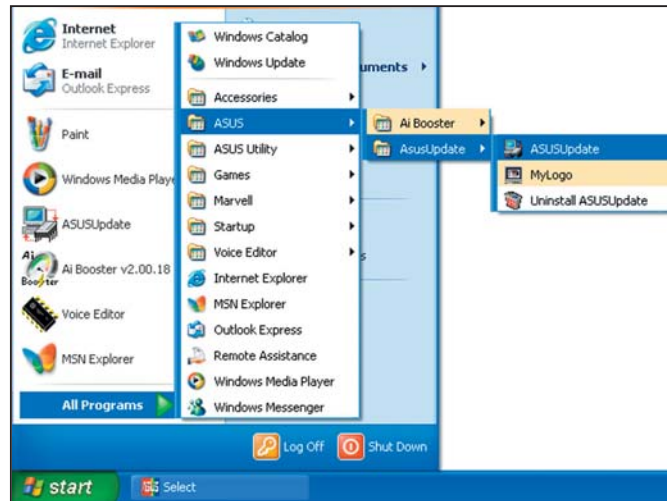 Internet
Internet Explorer
E-mail
Outlook Express
Paint
Windows Media Playe
ASUSUpdate
Ai Booster
Ai Booster v2.00.18
Voice Editor
MSN Explorer
All Programs
Windows Catalog
Windows Update
Accessories
ASUS
ASUS Utility
Games
Marvell
Startup
Voice Editor
Internet Explorer
MSN Explorer
Outlook Express
Remote Assistance
Windows Media Player
Windows Messenger
uments
s
Ai Booster
AsusUpdate
ASUSUpdate
MyLogo
Uninstall ASUSUpdate
Log Off
Shut Down
start
Select